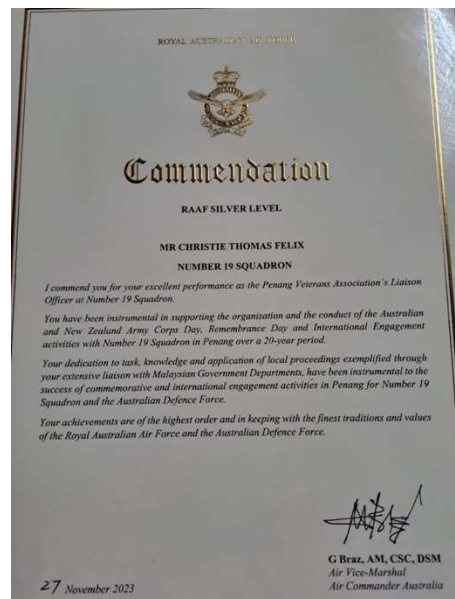 ROYAL AUSTRALIAN AIR FORCE
Commendation
RAAF SILVER LEVEL
MR CHRISTIE THOMAS FELIX
NUMBER 19 SQUADRON
I commend you for your excellent performance as the Penang Veterans Association's Liaison
Officer at Number 19 Squadron.
You have been instrumental in supporting the organisation and the conduct of the Australian
and New Zealand Army Corps Day, Remembrance Day and International Engagement
activities with Number 19 Squadron in Penang over a 20-year period.
Your dedication to task, knowledge and application of local proceedings exemplified through
your extensive liaison with Malaysian Government Departments, have been instrumental to the
success of commemorative and international engagement activities in Penang for Number 19
Squadron and the Australian Defence Force.
Your achievements are of the highest order and in keeping with the finest traditions and values
of the Royal Australian Air Force and the Australian Defence Force.
G Braz, AM, CSC, DSM
Air Vice-Marshal
Air Commander Australia
27 November 2023